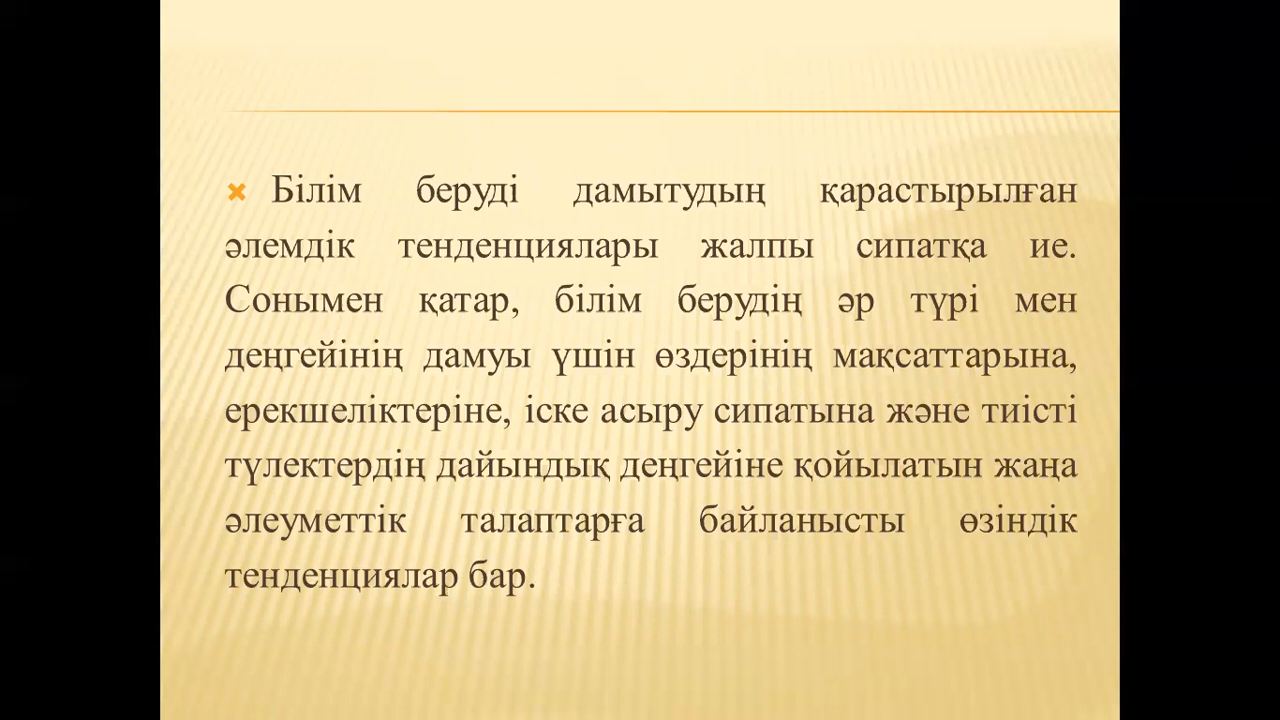 Білім беруді дамытудың қарастырылған
әлемдік тенденциялары жалпы сипатқа ие.
Сонымен қатар, білім берудің әр түрі мен
деңгейінің дамуы үшін өздерінің мақсаттарына,
ерекшеліктеріне, іске асыру сипатына және тиісті
түлектердің дайындық деңгейіне қойылатын жаңа
әлеуметтік талаптарға байланысты өзіндік
тенденциялар бар.